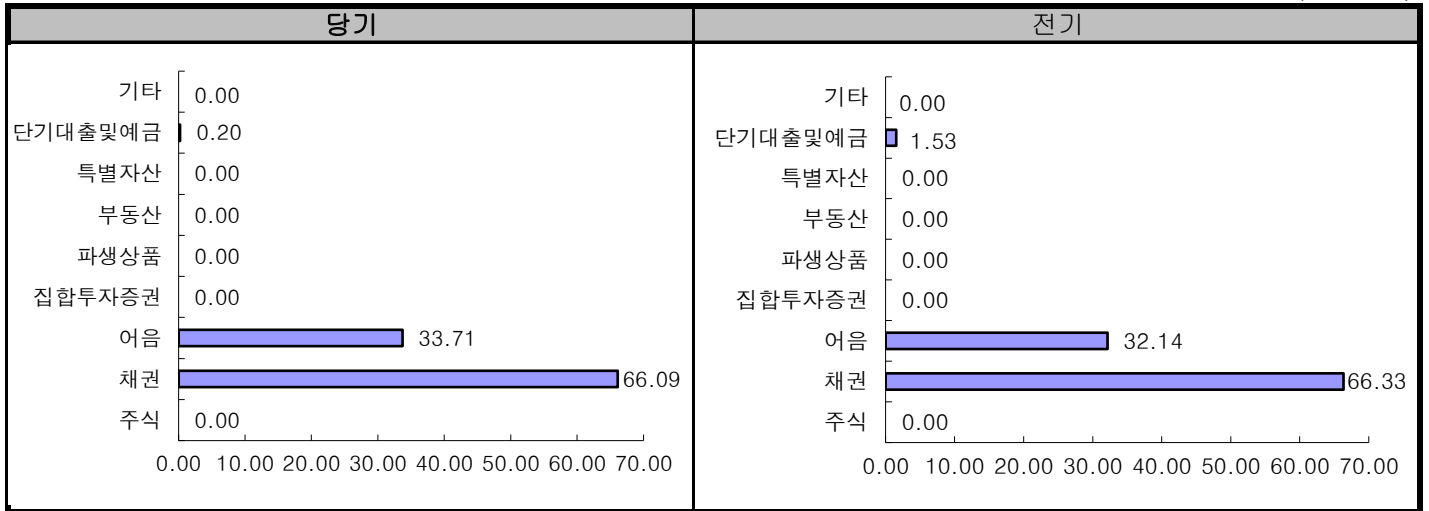 당기
기타 0.00
단기대출및예금 0.20
특별자산 0.00
부동산 0.00
파생상품 0.00
집합투자증권 0.00
어음 33.71
채권 66.09
주식 0.00
0.00 10.00 20.00 30.00 40.00 50.00 60.00 70.00
전기
기타 0.00
단기대출및예금 1.53
특별자산 0.00
부동산 0.00
파생상품 0.00
집합투자증권 0.00
어음 32.14
채권 66.33
주식 0.00
0.00 10.00 20.00 30.00 40.00 50.00 60.00 70.00